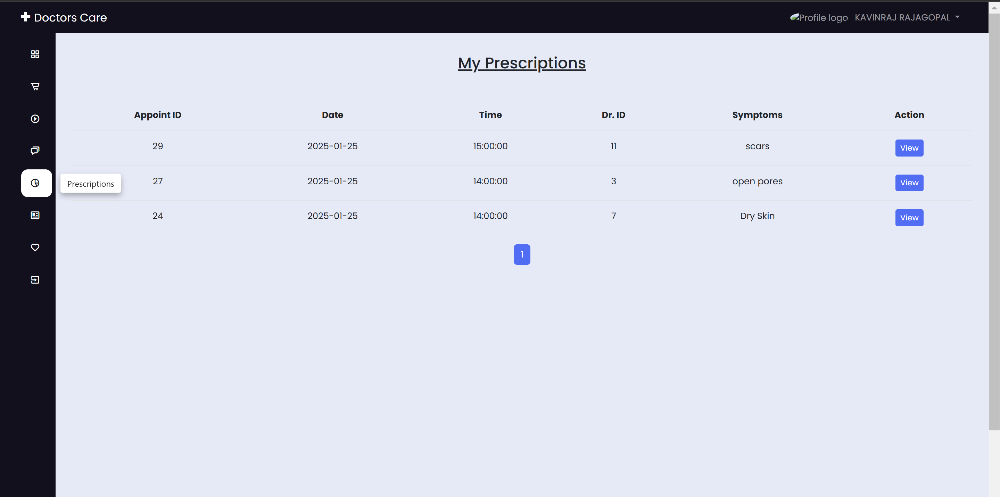 Doctors Care
Profile logo KAVINRAJ RAJAGOPAL
My Prescriptions
Appoint ID Date Time Dr. ID Symptoms Action
29 2025-01-25 15:00:00 11 scars View
Prescriptions
27 2025-01-25 14:00:00 3 open pores View
24 2025-01-25 14:00:00 7 Dry Skin View
1